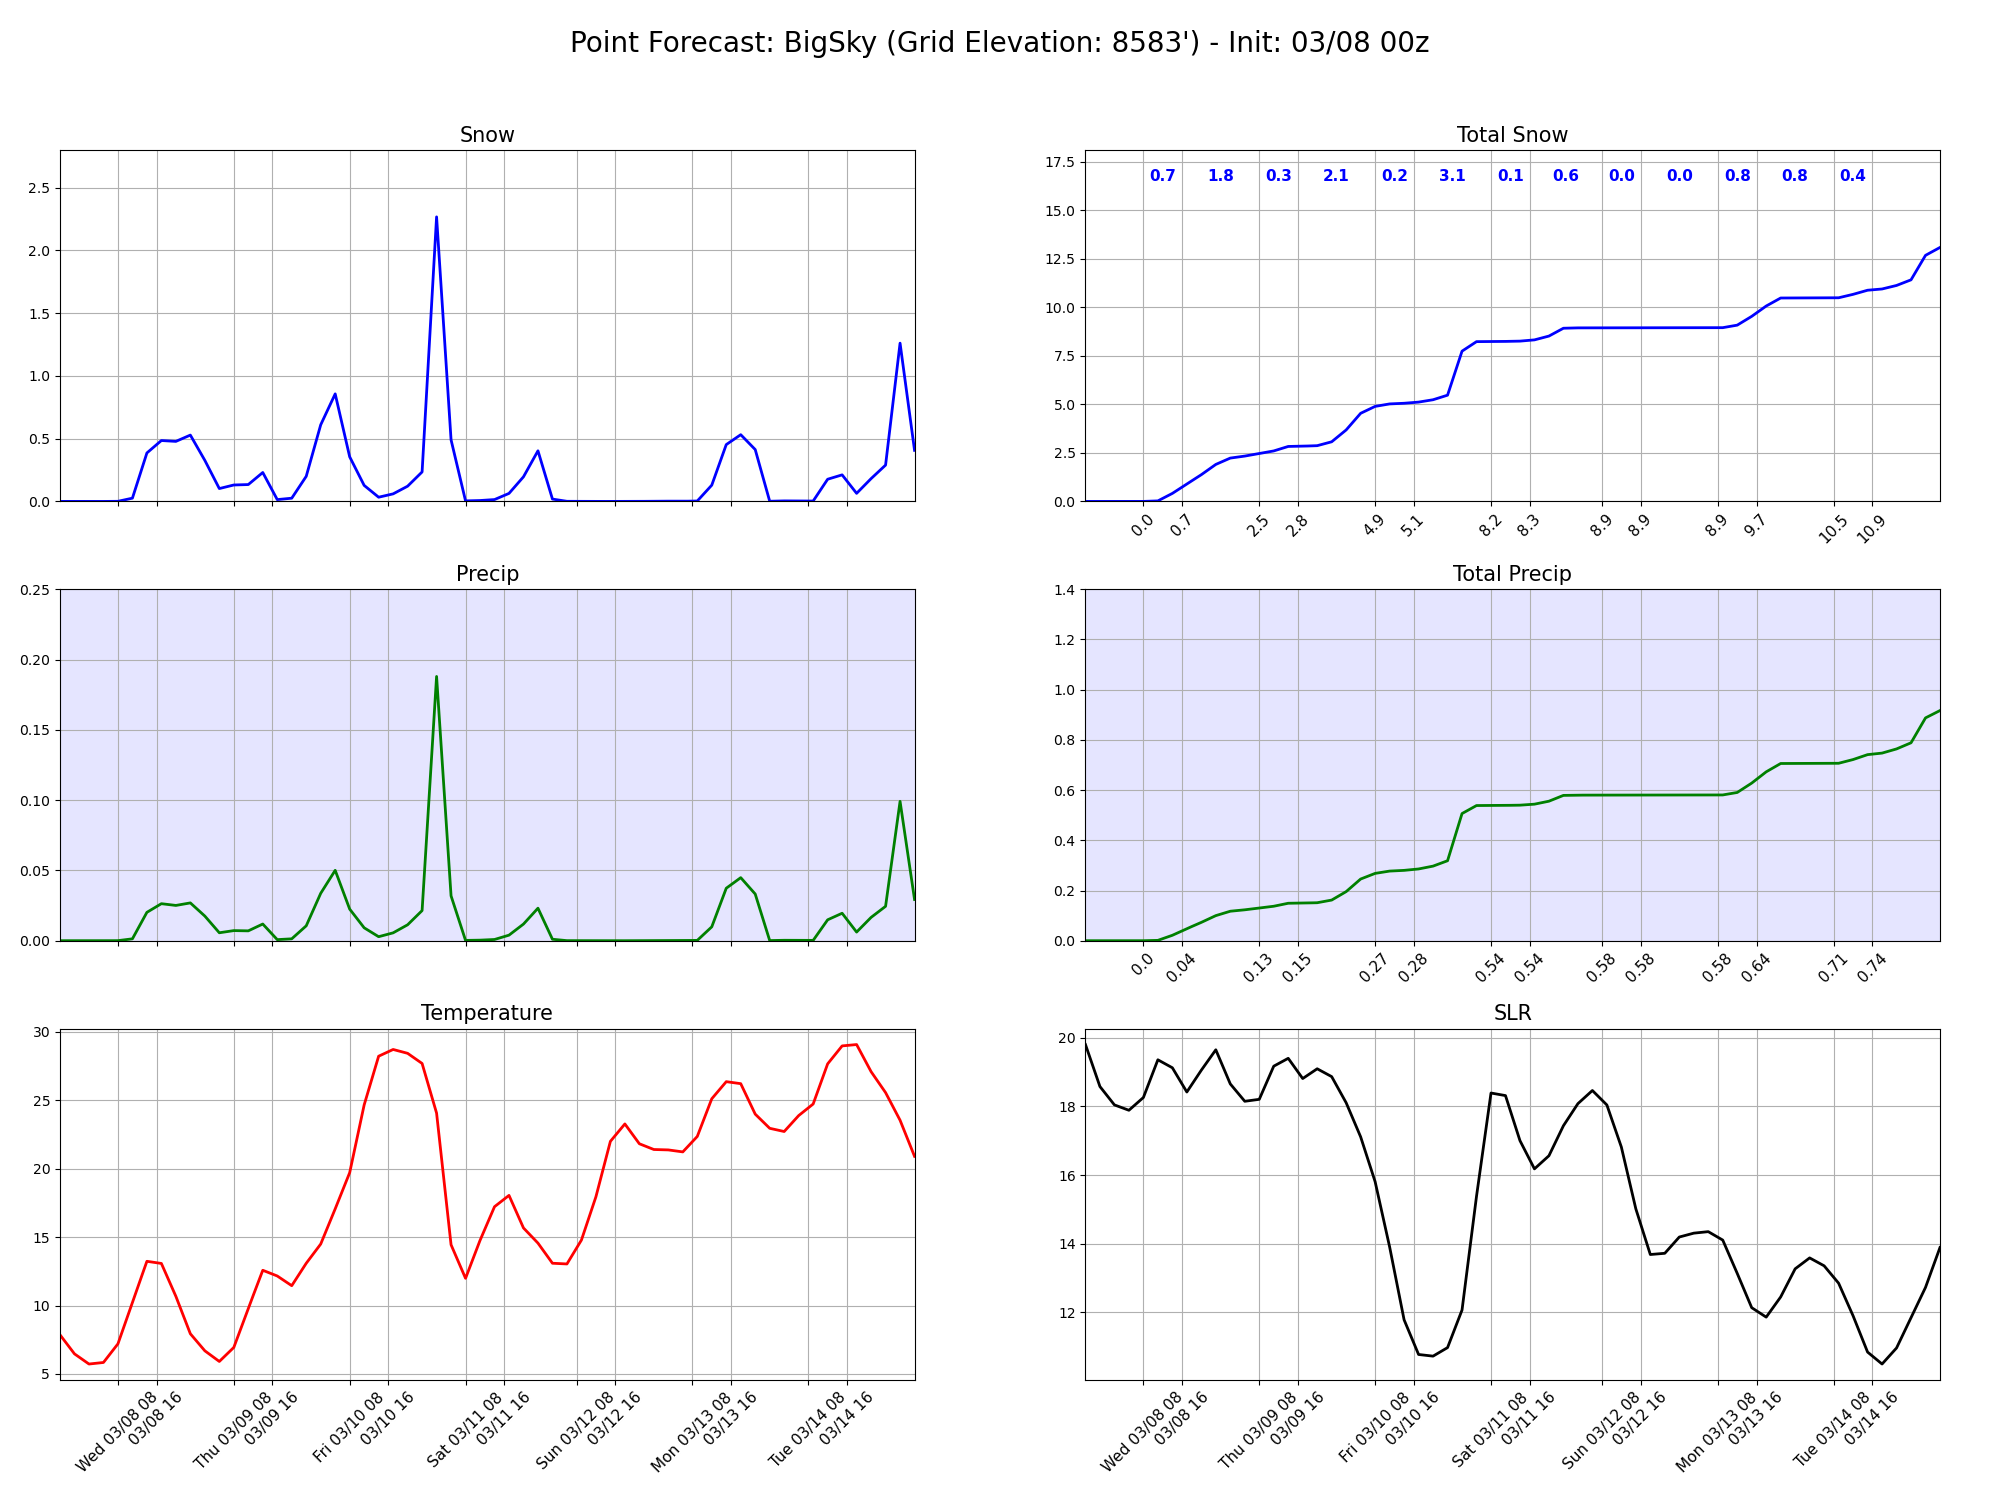 Point Forecast: BigSky (Grid Elevation: 8583') - Init: 03/08 00z
Snow
2.5
2.0
1.5
1.0
0.5
0.0
Total Snow
17.5
15.0
12.5
10.0
7.5
5.0
2.5
0.0
0.7 1.8 0.3 2.1 0.2 3.1 0.1 0.6 0.0 0.0 0.8 0.8 0.4
0.0 0.7 2.5 2.8 4.9 5.1 8.2 8.3 8.9 8.9 8.9 9.7 10.5 10.9
Precip
0.25
0.20
0.15
0.10
0.05
0.00
Total Precip
1.4
1.2
1.0
0.8
0.6
0.4
0.2
0.0
0.0 0.04 0.13 0.15 0.27 0.28 0.54 0.54 0.58 0.58 0.58 0.64 0.71 0.74
Temperature
30
25
20
15
10
5
Wed 03/08 08
03/08 16
Thu 03/09 08
03/09 16
Fri 03/10 08
03/10 16
Sat 03/11 08
03/11 16
Sun 03/12 08
03/12 16
Mon 03/13 08
03/13 16
Tue 03/14 08
03/14 16
SLR
20
18
16
14
12
Wed 03/08 08
03/08 16
Thu 03/09 08
03/09 16
Fri 03/10 08
03/10 16
Sat 03/11 08
03/11 16
Sun 03/12 08
03/12 16
Mon 03/13 08
03/13 16
Tue 03/14 08
03/14 16